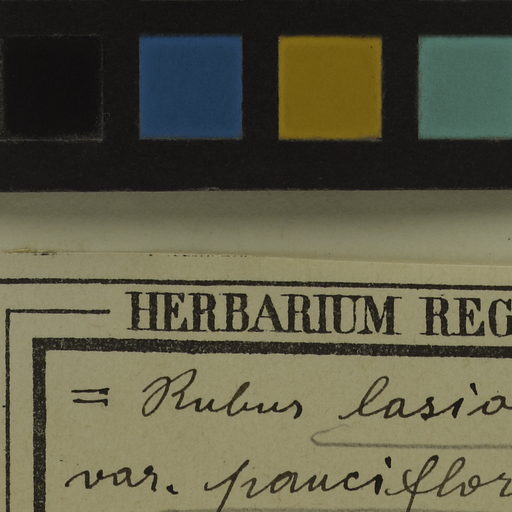 HERBARIUM REG
= Rubus lasio
var. pauciflor